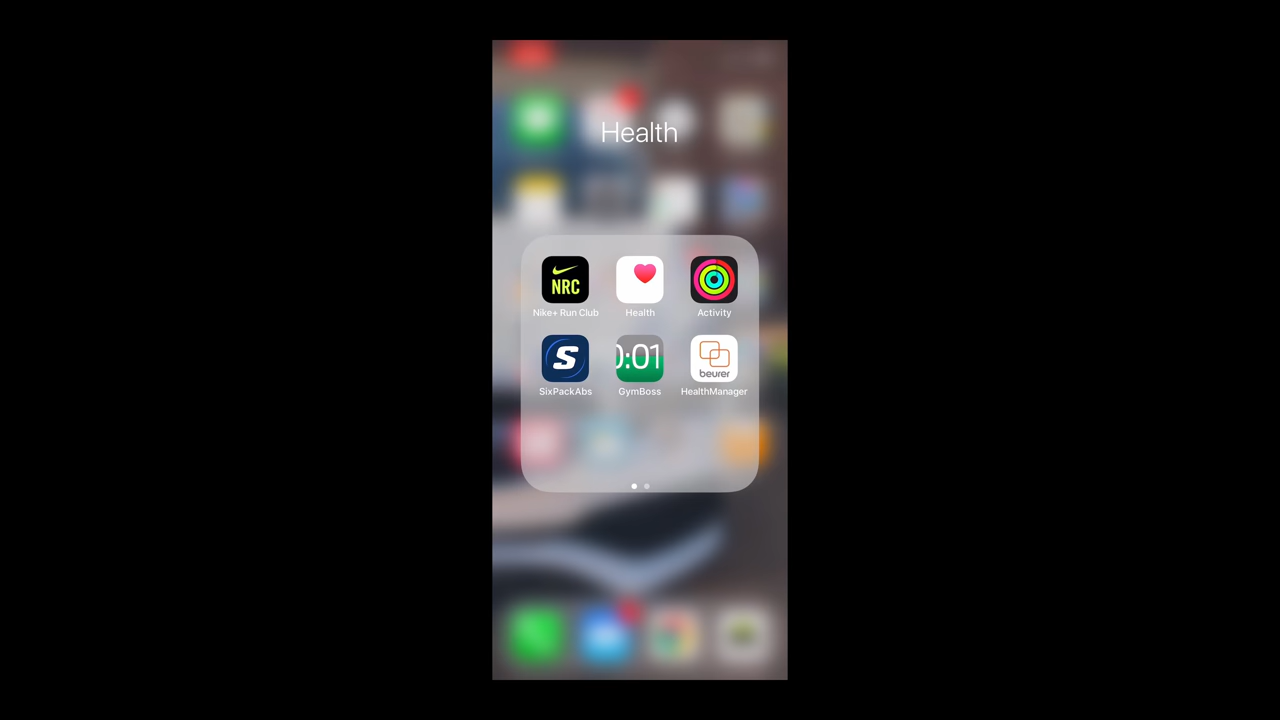 Health
NRC
Nike+ Run Club Health Activity
S 0:01 beurer
SixPackAbs GymBoss HealthManager